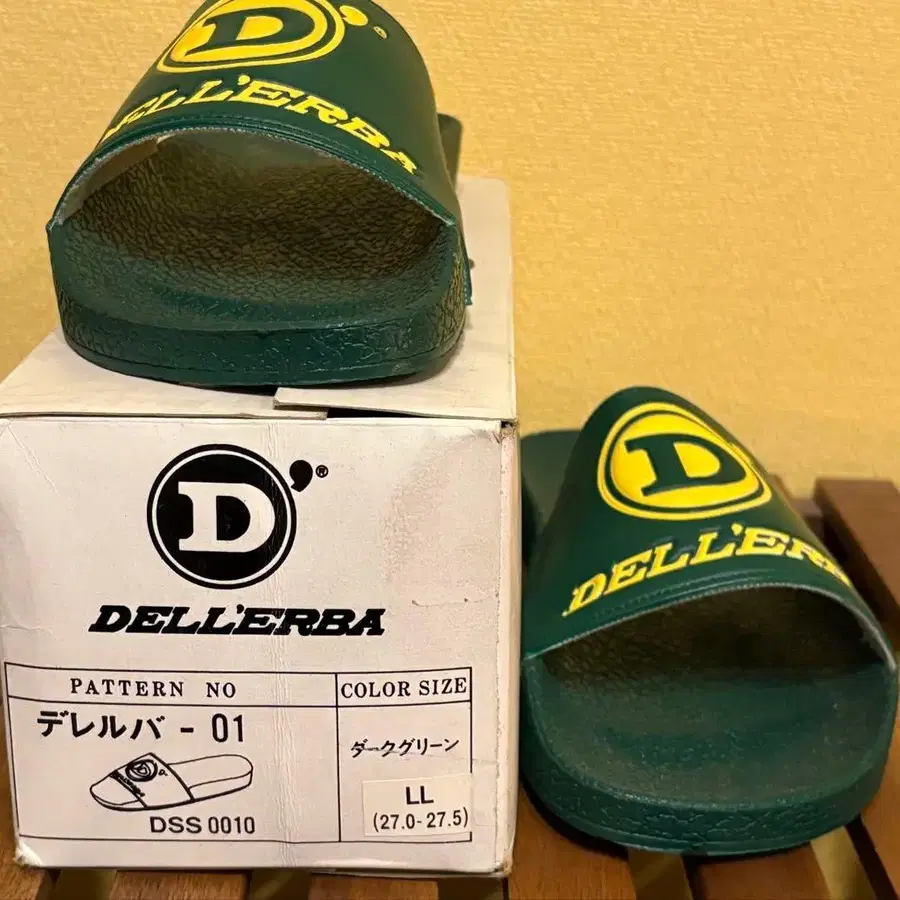 D'®
DELL'ERBA
D'®
DELL'ERBA
PATTERN NO
COLOR SIZE
デレルバ - 01
ダークグリーン
DSS 0010
LL
(27.0-27.5)
D
DELL'ERB